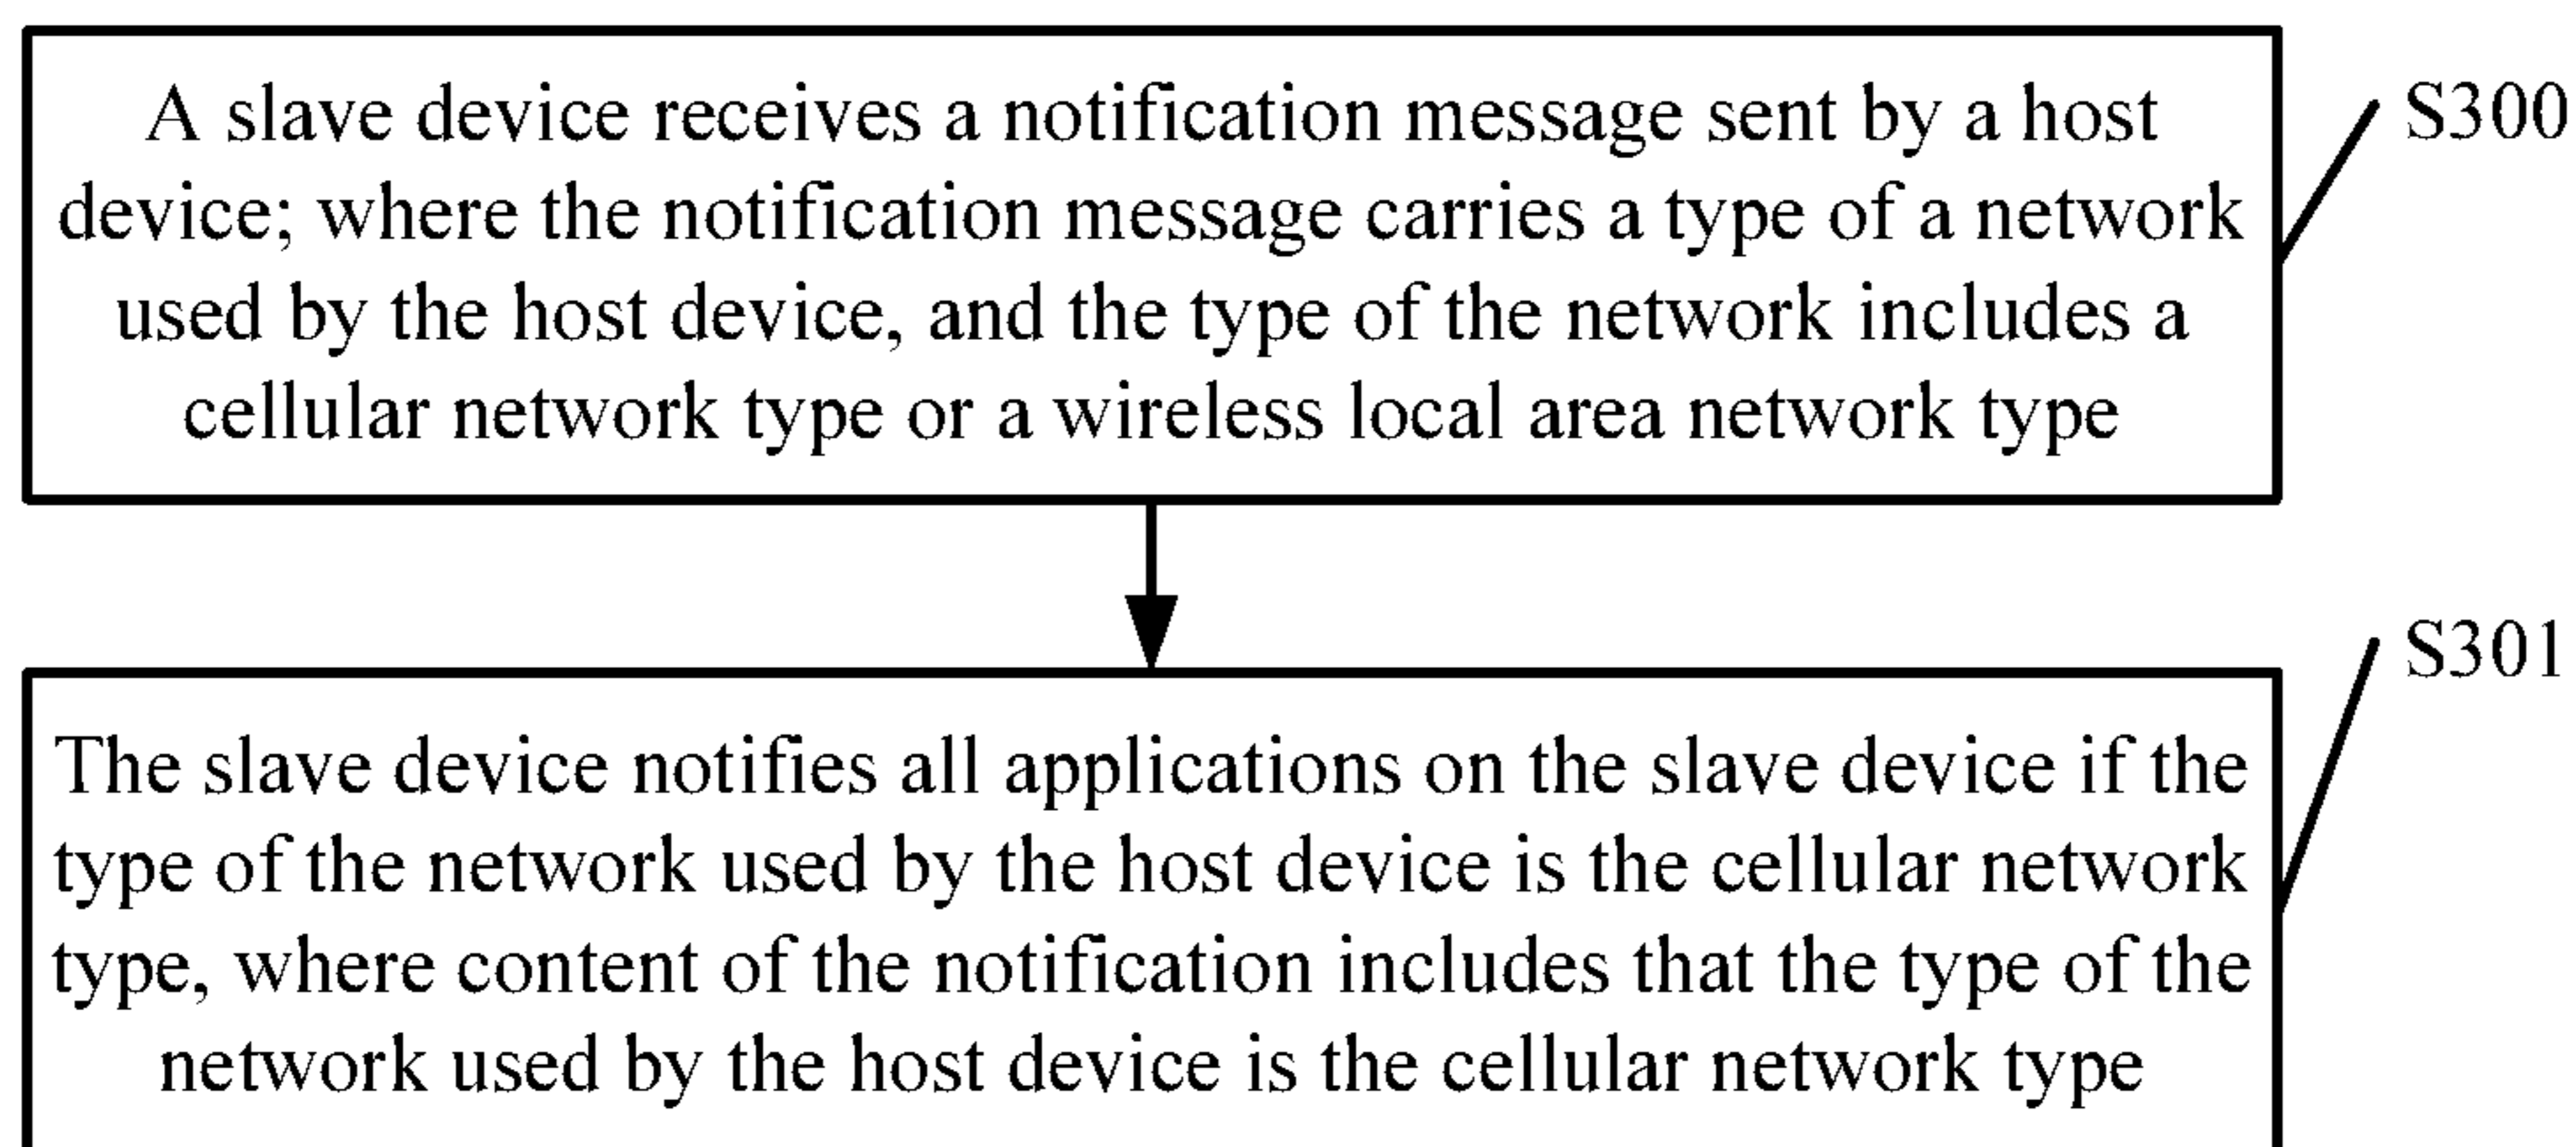 A slave device receives a notification message sent by a host
device; where the notification message carries a type of a network
used by the host device, and the type of the network includes a
cellular network type or a wireless local area network type
S300
The slave device notifies all applications on the slave device if the
type of the network used by the host device is the cellular network
type, where content of the notification includes that the type of the
network used by the host device is the cellular network type
S301